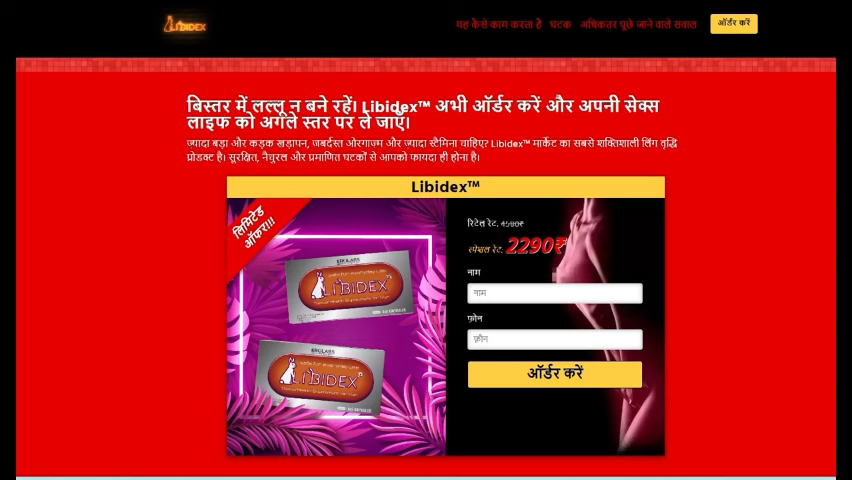 LIBIDEX
यह कैसे काम करता है घटक अधिकतर पूछे जाने वाले सवाल ऑर्डर करें
बिस्तर में लल्लू न बने रहें। Libidex™ अभी ऑर्डर करें और अपनी सेक्स
लाइफ को अगले स्तर पर ले जाएँ।
ज्यादा बड़ा और कड़क खड़ापन, जबर्दस्त ओरगाज्म और ज्यादा स्टैमिना चाहिए? Libidex™ मार्केट का सबसे शक्तिशाली लिंग वृद्धि
प्रोडक्ट है। सुरक्षित, नैचुरल और प्रमाणित घटकों से आपको फायदा ही होना है।
Libidex™
लिमिटेड
ऑफर!!!
रिटेल रेट: 4580₹
स्पेशल रेट: 2290₹
नाम
नाम
फ़ोन
फ़ोन
ऑर्डर करें
LIBIDEX
LIBIDEX